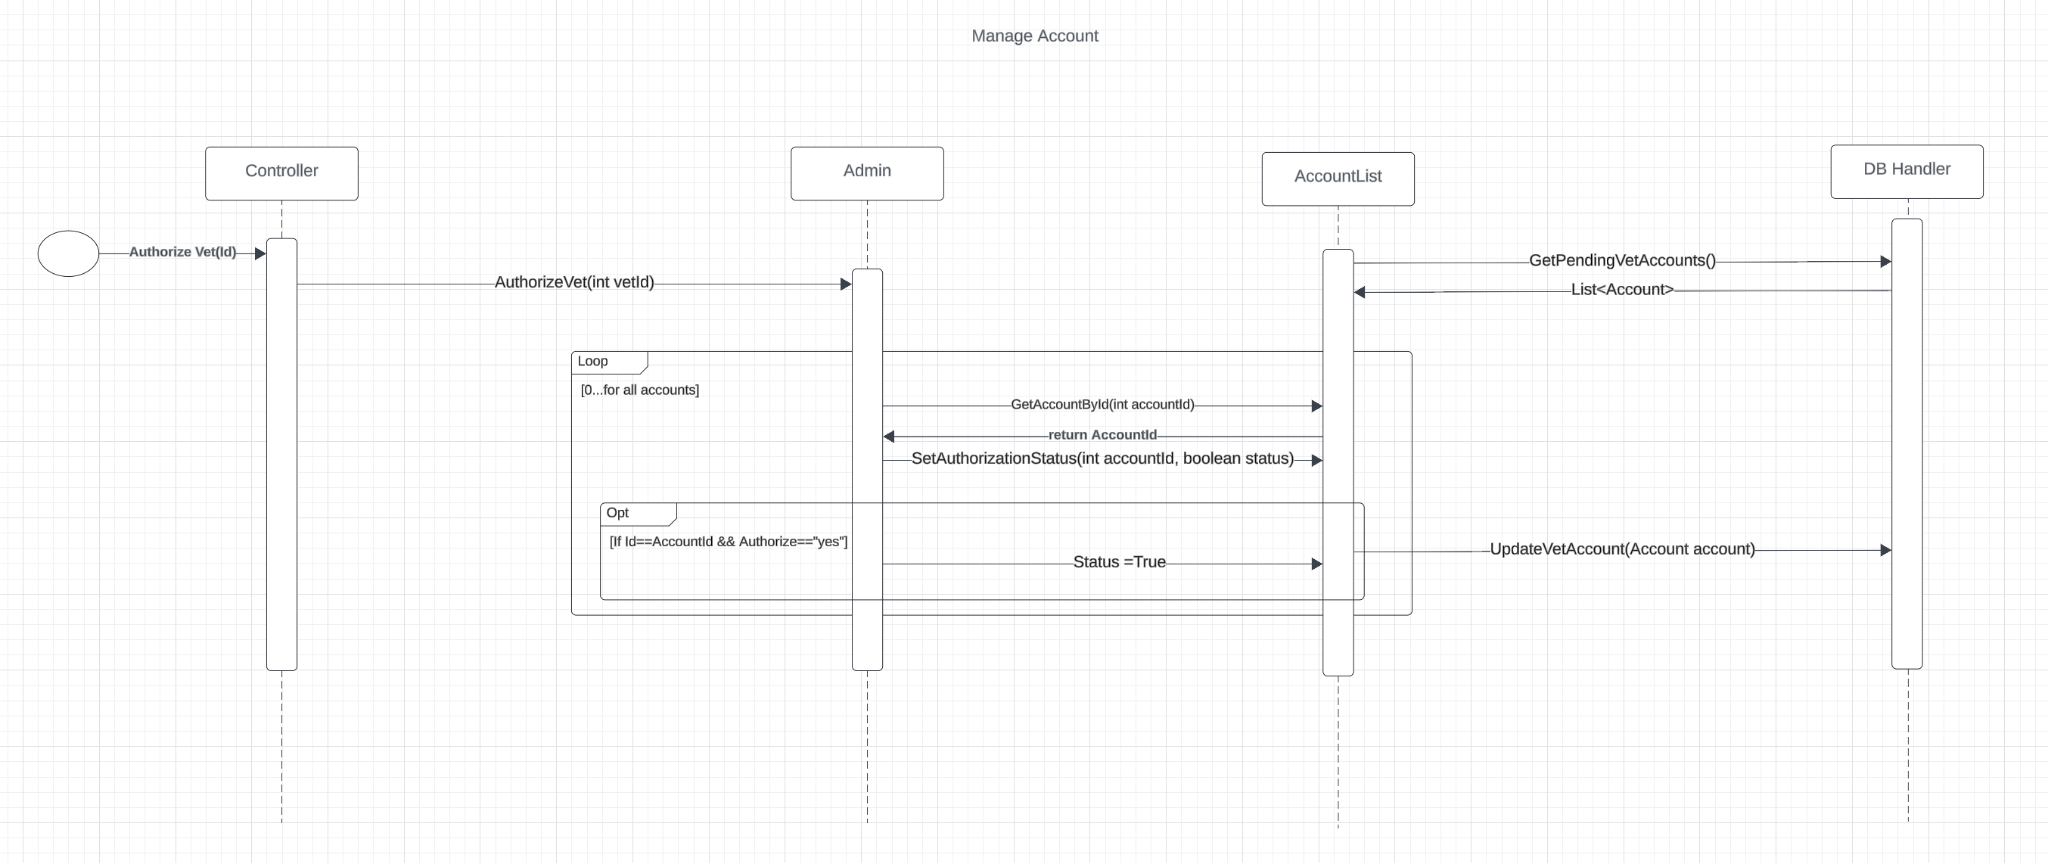 Manage Account
Controller
Admin
AccountList
DB Handler
Authorize Vet(Id)
AuthorizeVet(int vetId)
GetPendingVetAccounts()
List<Account>
Loop
[0...for all accounts]
GetAccountById(int accountId)
return AccountId
SetAuthorizationStatus(int accountId, boolean status)
Opt
[If Id==AccountId && Authorize=="yes"]
Status =True
UpdateVetAccount(Account account)